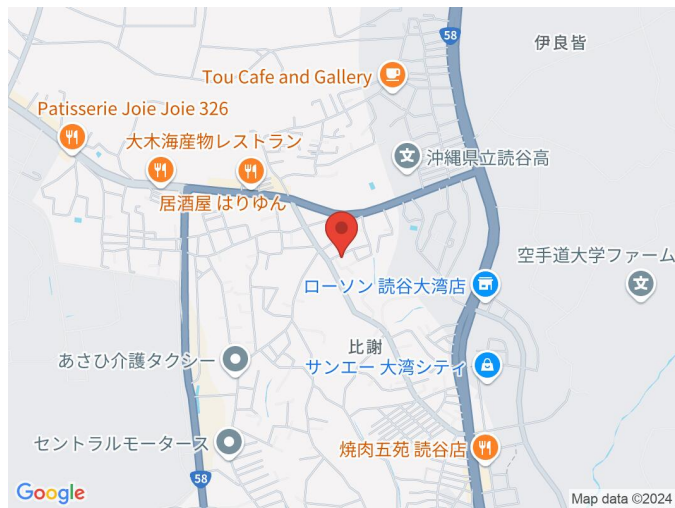 58
伊良皆
Tou Cafe and Gallery
Patisserie Joie Joie 326
大木海産物レストラン
沖縄県立読谷高
居酒屋 はりゆん
空手道大学ファーム
ローソン 読谷大湾店
比謝
あさひ介護タクシー
サンエー 大湾シティ
セントラルモータース
焼肉五苑 読谷店
58
Google
Map data ©2024